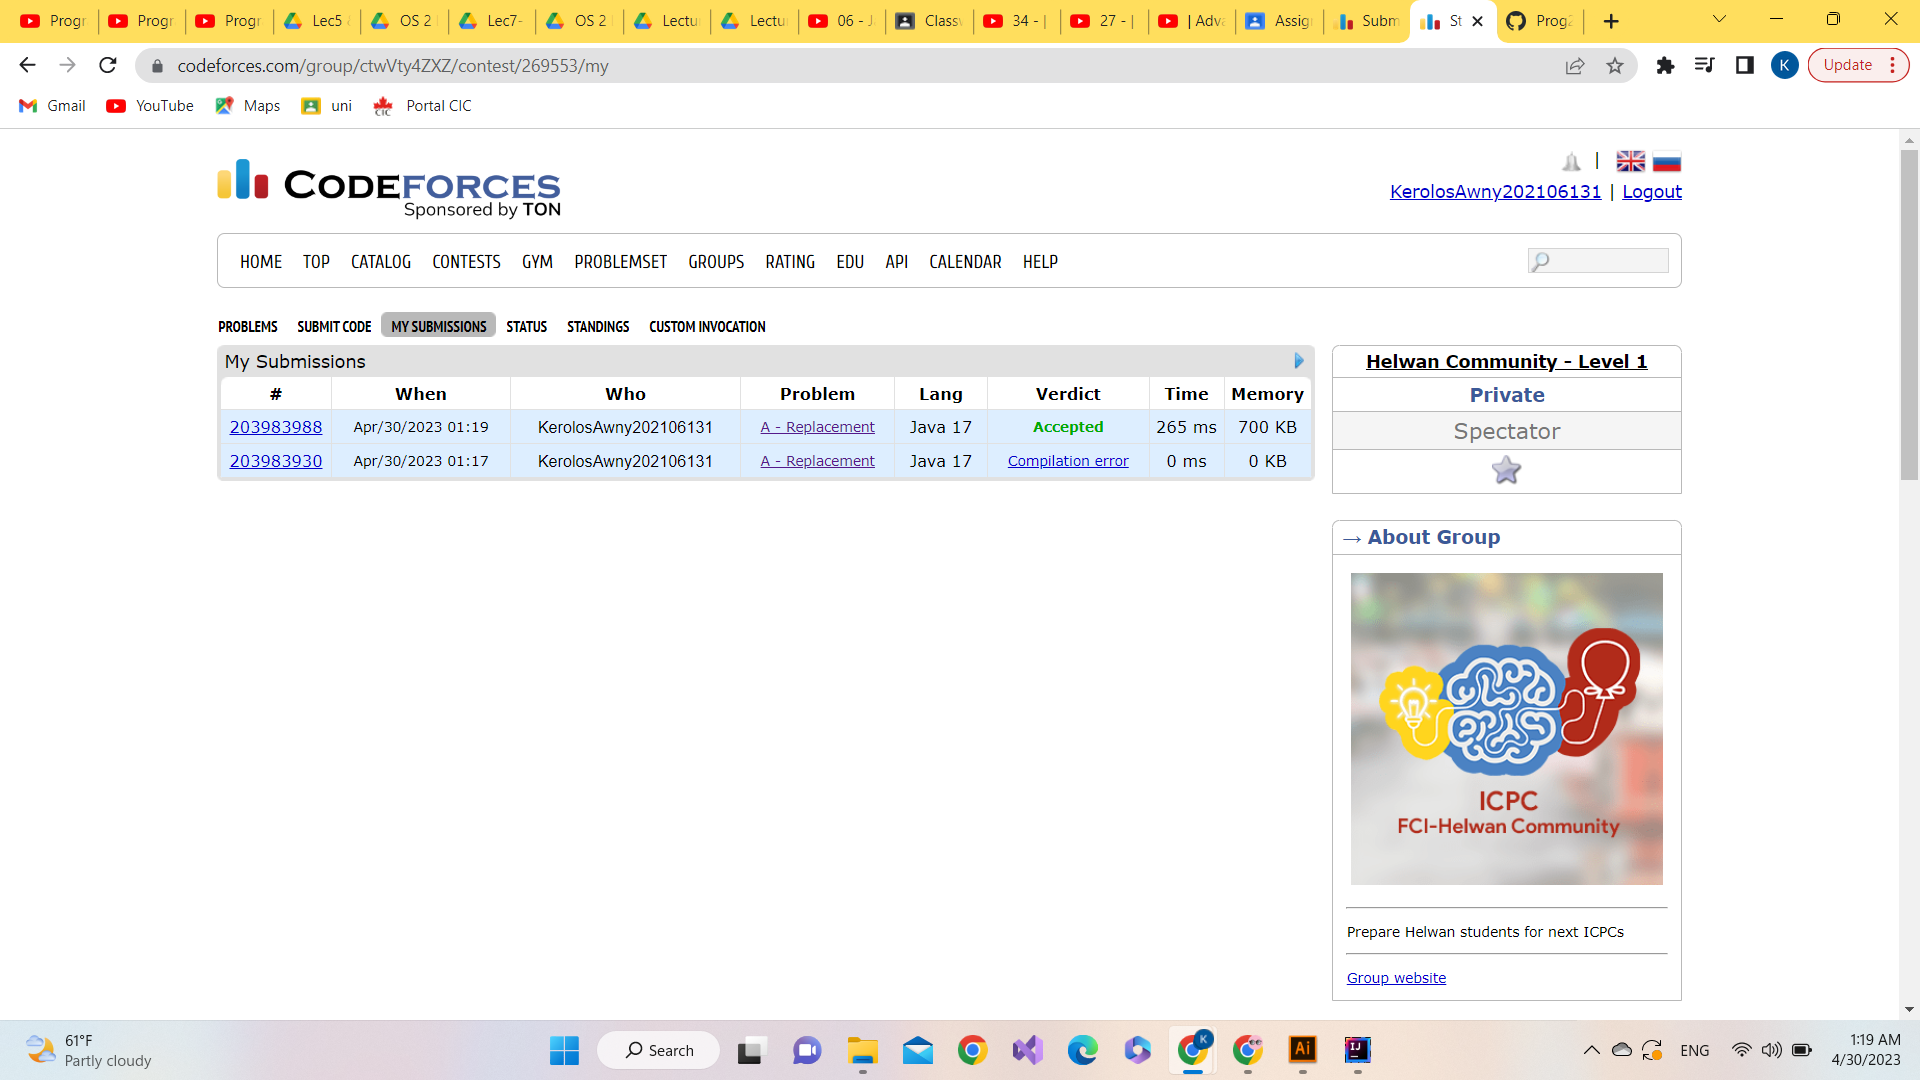 Progr
Progr
Progr
Lec5
OS 2
Lec7-
OS 2
Lectu
Lectu
06 - J
Classv
34 - |
27 - |
| Adva
Assig
Subm
St
Prog2
codeforces.com/group/ctwVty4ZXZ/contest/269553/my
K
Update
Gmail
YouTube
Maps
uni
CIC
Portal CIC
CODEFORCES
Sponsored by TON
|
KerolosAwny202106131 | Logout
HOME TOP CATALOG CONTESTS GYM PROBLEMSET GROUPS RATING EDU API CALENDAR HELP
PROBLEMS SUBMIT CODE MY SUBMISSIONS STATUS STANDINGS CUSTOM INVOCATION
My Submissions
# When Who Problem Lang Verdict Time Memory
203983988 Apr/30/2023 01:19 KerolosAwny202106131 A - Replacement Java 17 Accepted 265 ms 700 KB
203983930 Apr/30/2023 01:17 KerolosAwny202106131 A - Replacement Java 17 Compilation error 0 ms 0 KB
Helwan Community - Level 1
Private
Spectator
→ About Group
ICPC
FCI-Helwan Community
Prepare Helwan students for next ICPCs
Group website
61°F
Partly cloudy
Search
K
Ai
IJ
ENG
1:19 AM
4/30/2023